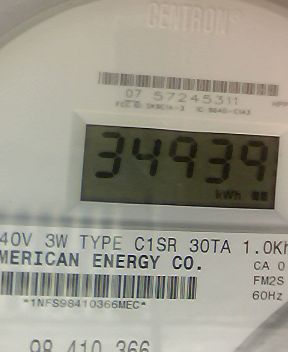 CENTRON®
07 57245311
34939
kWh
40V 3W TYPE C1SR 30TA 1.0Kh
MERICAN ENERGY CO.
CA 0
FM2S
60Hz
*1NFS98410366MEC*
98 410 366